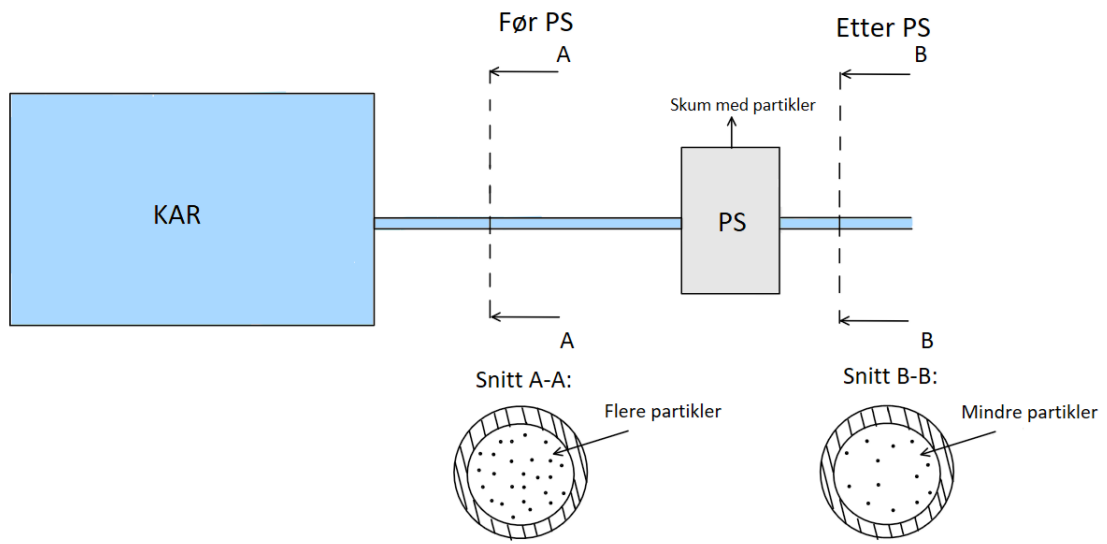 Før PS
Etter PS
A
B
Skum med partikler
KAR
PS
A
B
Snitt A-A:
Snitt B-B:
Flere partikler
Mindre partikler